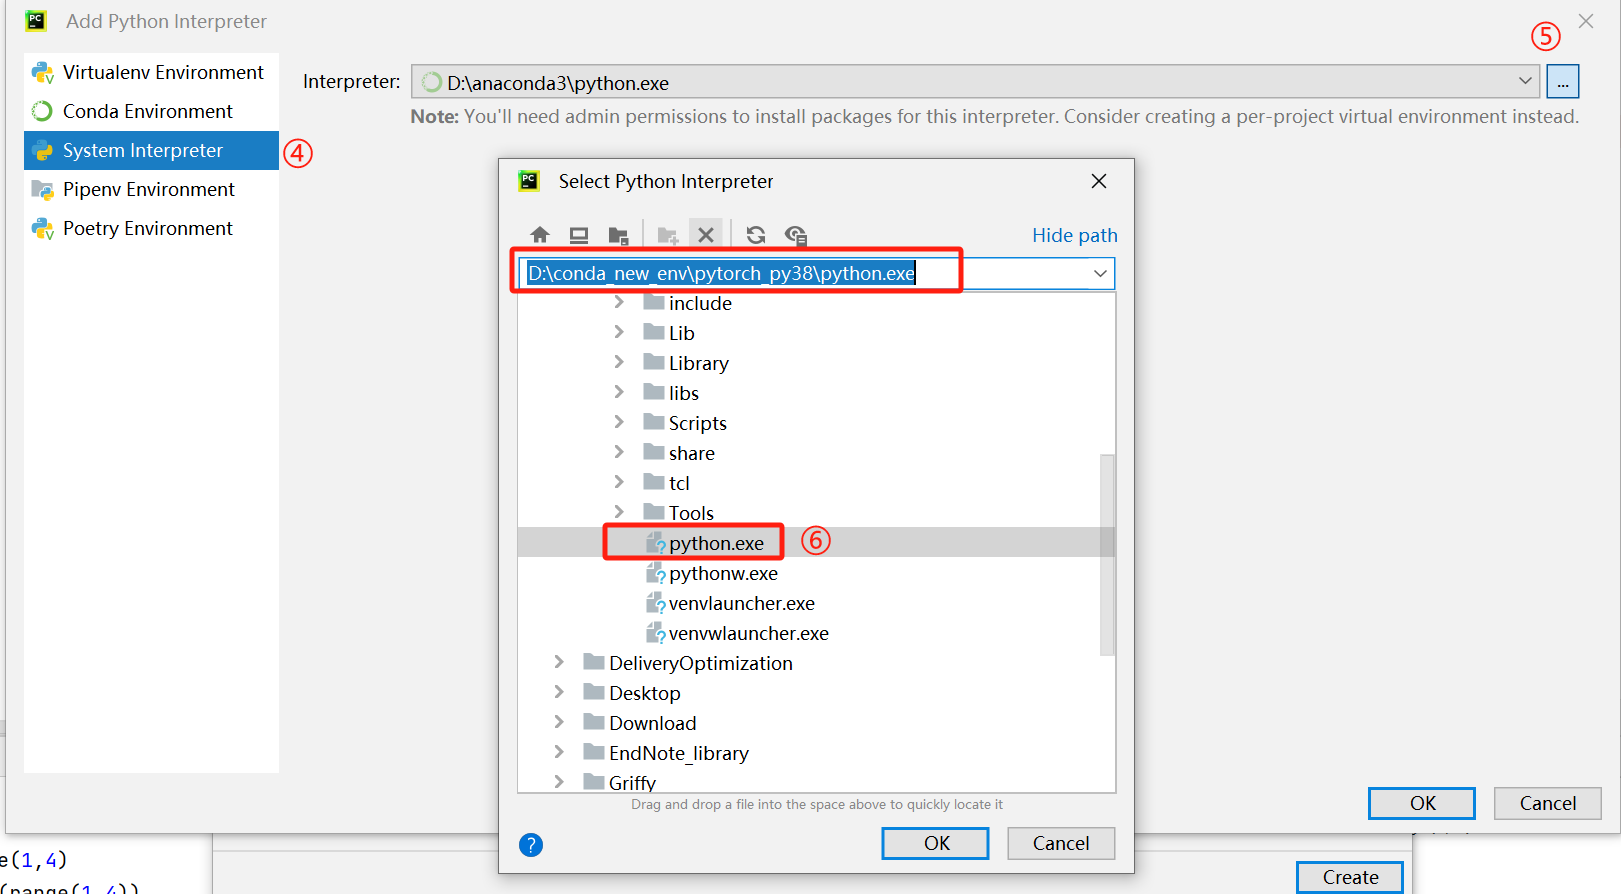 Add Python Interpreter
⑤
Virtualenv Environment
Conda Environment
System Interpreter
④
Pipenv Environment
Poetry Environment
Interpreter:
D:\anaconda3\python.exe
...
Note: You'll need admin permissions to install packages for this interpreter. Consider creating a per-project virtual environment instead.
Select Python Interpreter
Hide path
D:\conda_new_env\pytorch_py38\python.exe
include
Lib
Library
libs
Scripts
share
tcl
Tools
python.exe
⑥
pythonw.exe
venvlauncher.exe
venvwlauncher.exe
DeliveryOptimization
Desktop
Download
EndNote_library
Griffy
Drag and drop a file into the space above to quickly locate it
?
OK
Cancel
OK
Cancel
e(1,4)
(range(1,4))
Create